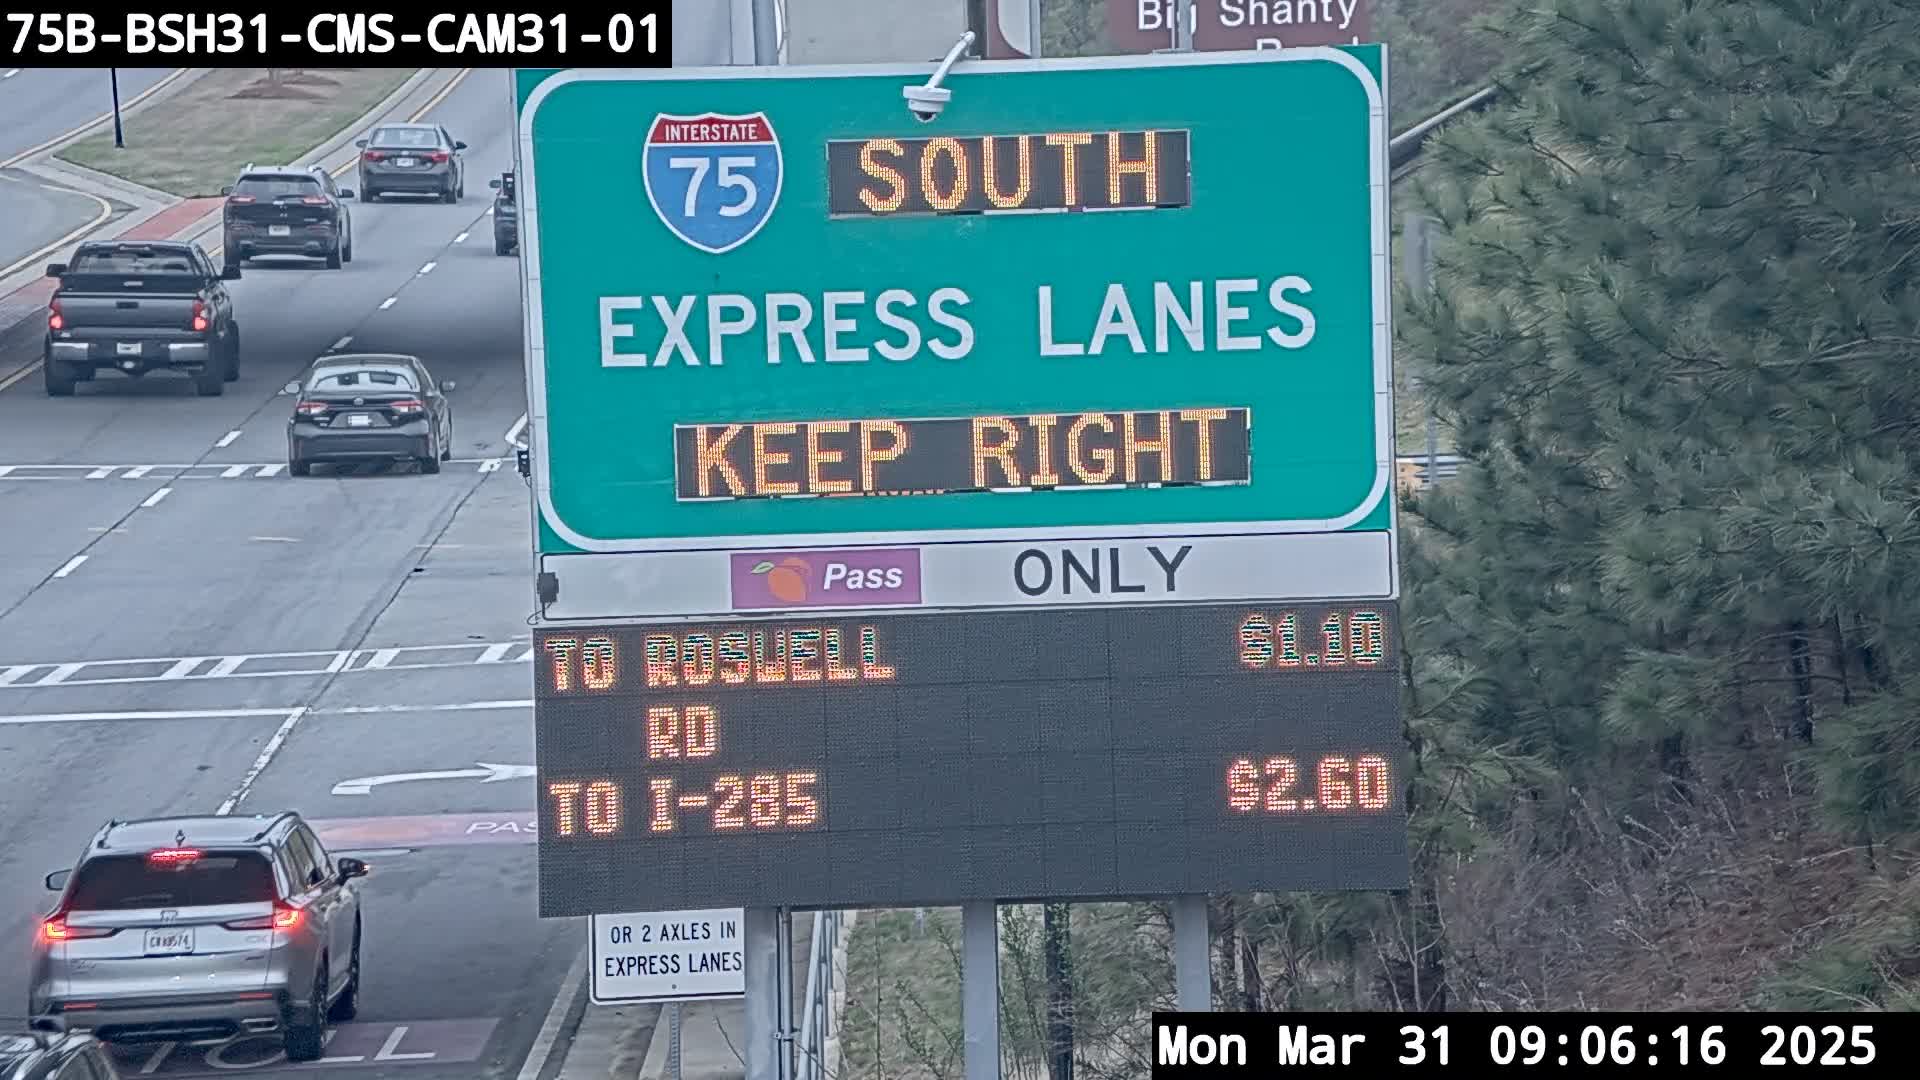 75B-BSH31-CMS-CAM31-01
Big Shanty
INTERSTATE
75
SOUTH
EXPRESS LANES
KEEP RIGHT
Pass
ONLY
TO ROSWELL $1.10
RD
TO I-285 $2.60
OR 2 AXLES IN
EXPRESS LANES
Mon Mar 31 09:06:16 2025